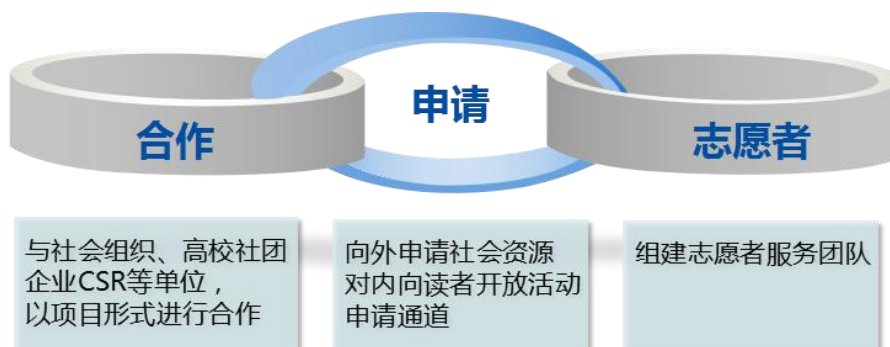 合作
申请
志愿者
与社会组织、高校社团
企业CSR等单位，
以项目形式进行合作
向外申请社会资源
对内向读者开放活动
申请通道
组建志愿者服务团队